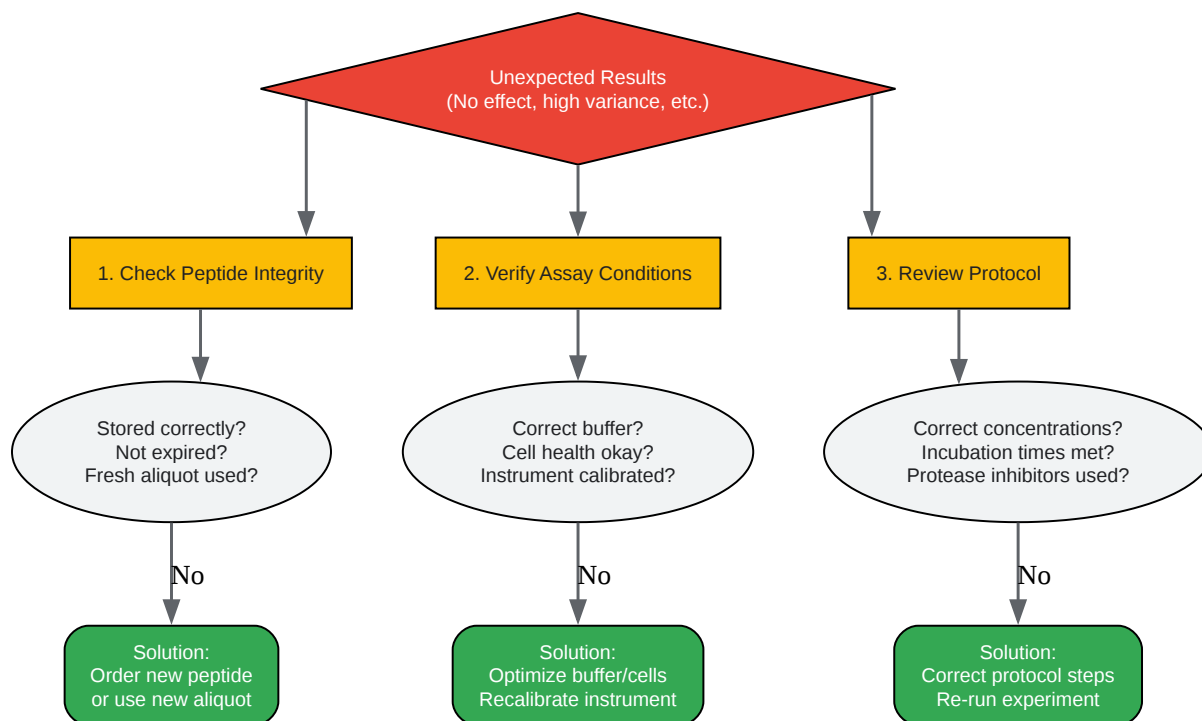 Unexpected Results
(No effect, high variance, etc.)
1. Check Peptide Integrity
2. Verify Assay Conditions
3. Review Protocol
Stored correctly?
Not expired?
Fresh aliquot used?
Correct buffer?
Cell health okay?
Instrument calibrated?
Correct concentrations?
Incubation times met?
Protease inhibitors used?
No
No
No
Solution:
Order new peptide
or use new aliquot
Solution:
Optimize buffer/cells
Recalibrate instrument
Solution:
Correct protocol steps
Re-run experiment